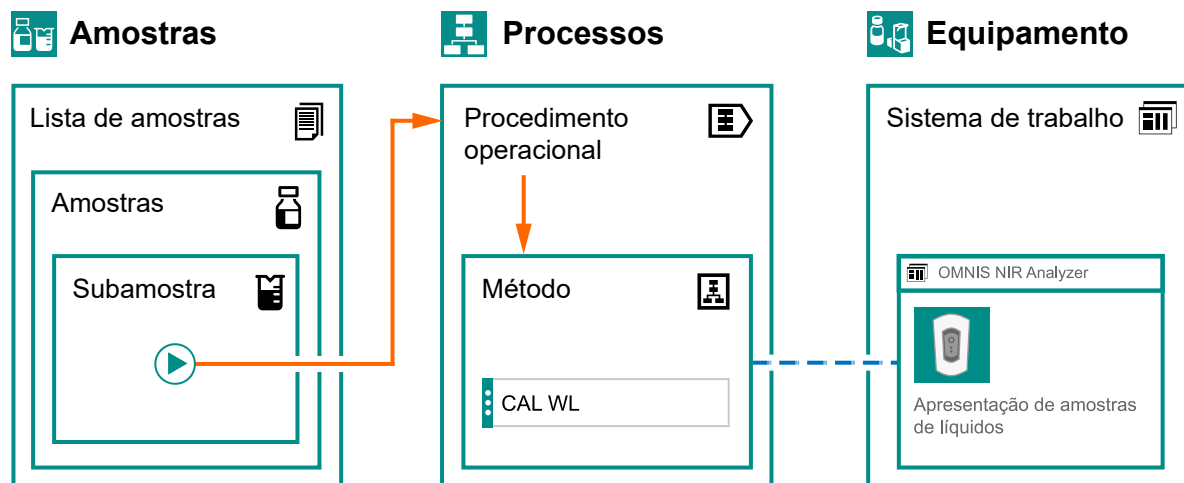 Amostras
Lista de amostras
Amostras
Subamostra
Processos
Procedimento
operacional
Método
CAL WL
Equipamento
Sistema de trabalho
OMNIS NIR Analyzer
Apresentação de amostras
de líquidos